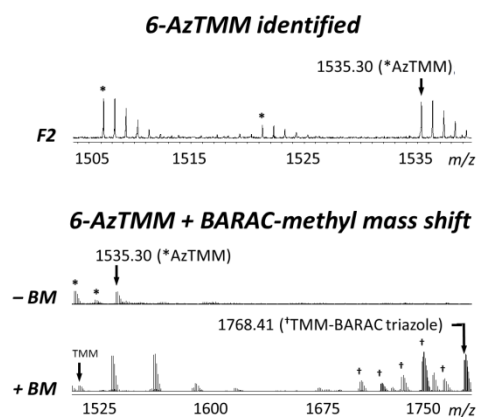 6-AzTMM identified
1535.30 (*AzTMM)
*
*
F2
1505 1515 1525 1535 m/z
6-AzTMM + BARAC-methyl mass shift
1535.30 (*AzTMM)
* *
– BM
1768.41 (†TMM-BARAC triazole)
TMM
† † † † †
+ BM
1525 1600 1675 1750 m/z